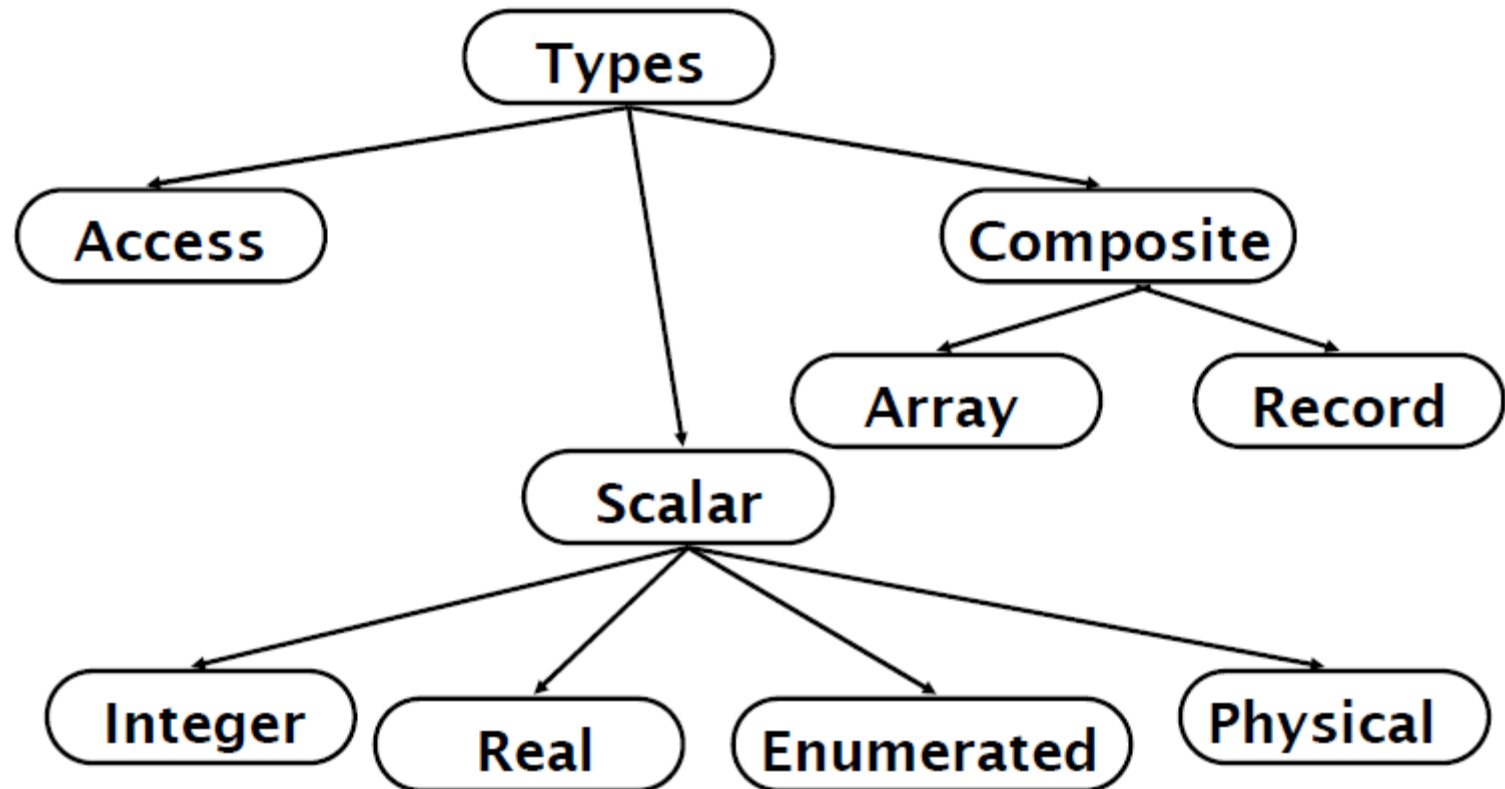 Types
Access
Composite
Array
Record
Scalar
Integer
Real
Enumerated
Physical